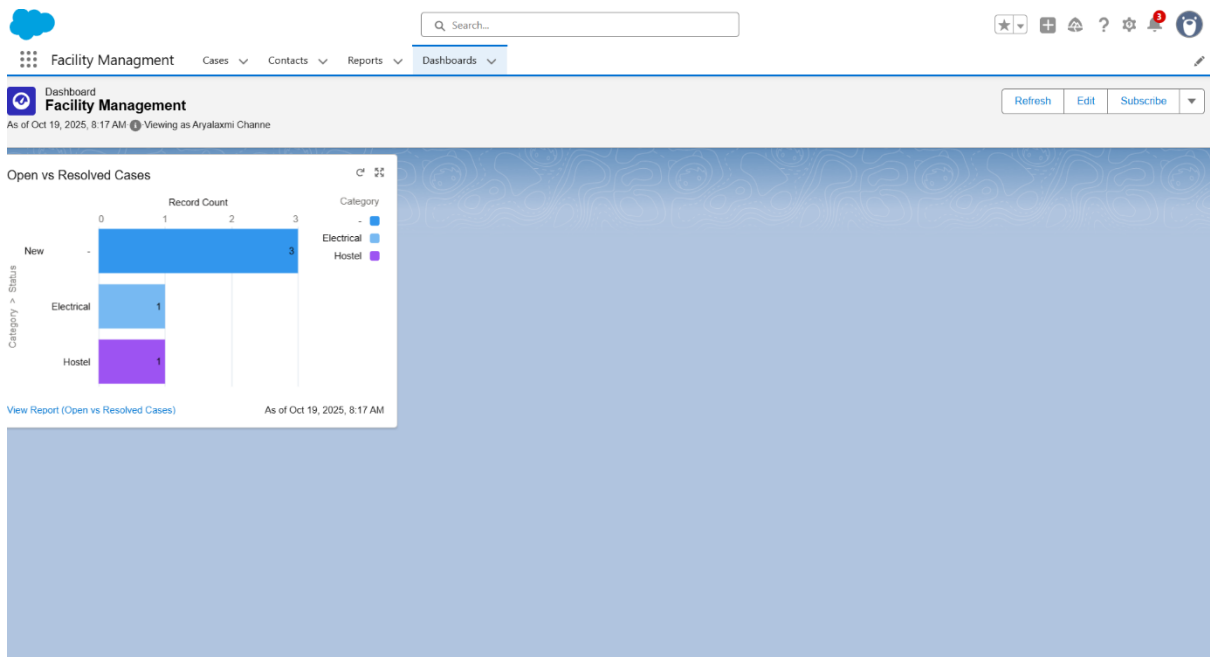 Search...
3
Facility Managment
Cases
Contacts
Reports
Dashboards
Dashboard
Facility Management
As of Oct 19, 2025, 8:17 AM Viewing as Aryalaxmi Channe
Refresh
Edit
Subscribe
Open vs Resolved Cases
Record Count
Category
0 1 2 3
-
Electrical
Hostel
Category > Status
New - 3
Electrical 1
Hostel 1
View Report (Open vs Resolved Cases)
As of Oct 19, 2025, 8:17 AM